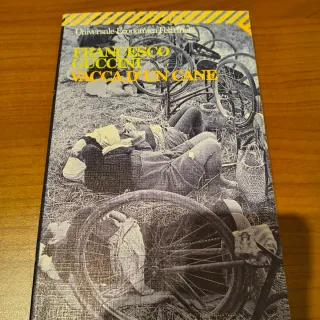 Universale Economica Feltrinelli
FRANCESCO
GUCCINI
VACCA D'UN CANE